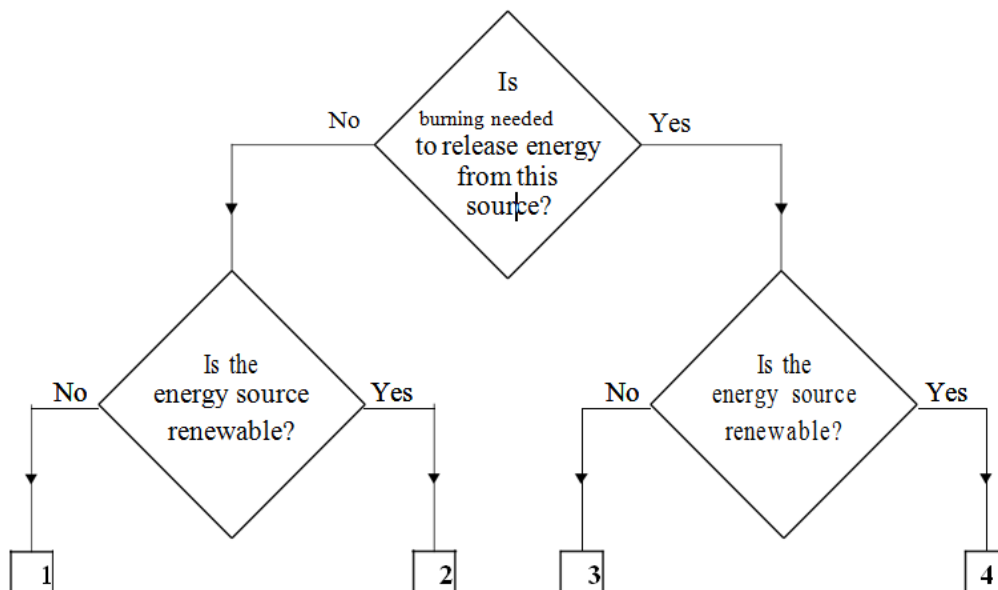 Is
burning needed
to release energy
from this
source?
No
Yes
Is the
energy source
renewable?
No
Yes
Is the
energy source
renewable?
No
Yes
1
2
3
4